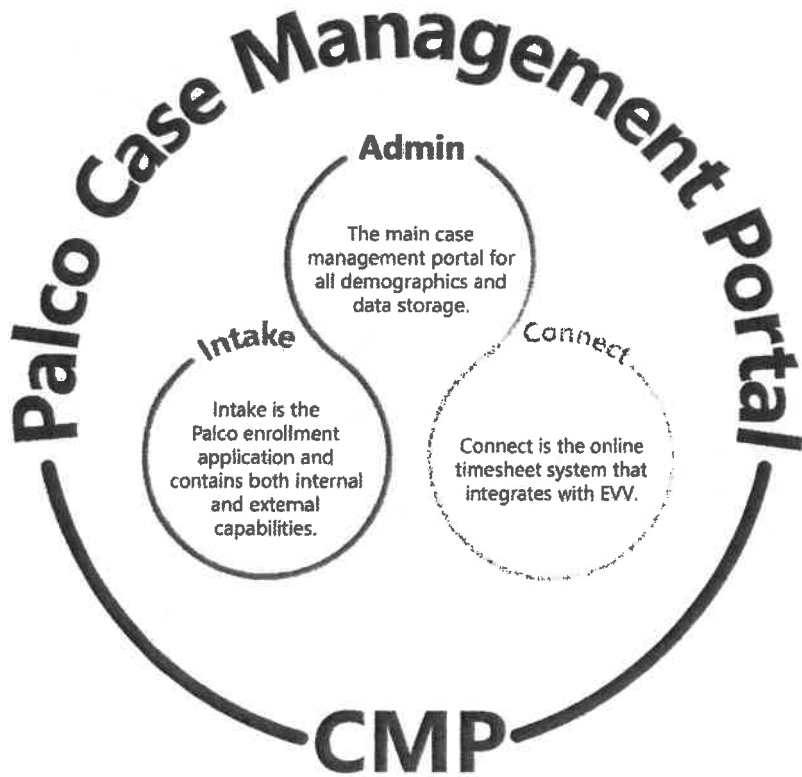 Palco Case Management Portal
Admin
The main case
management portal for
all demographics and
data storage.
Intake
Intake is the
Palco enrollment
application and
contains both internal
and external
capabilities.
Connect
Connect is the online
timesheet system that
integrates with EVV.
CMP